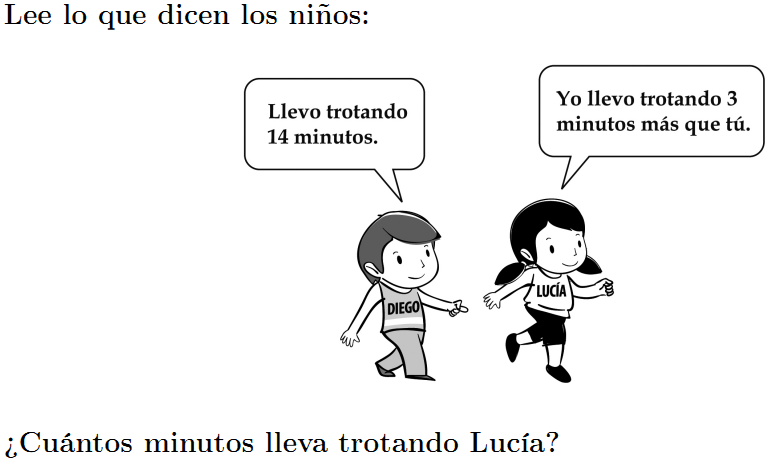 Lee lo que dicen los niños:
Llevo trotando
14 minutos.
Yo llevo trotando 3
minutos más que tú.
DIEGO
LUCÍA
¿Cuántos minutos lleva trotando Lucía?